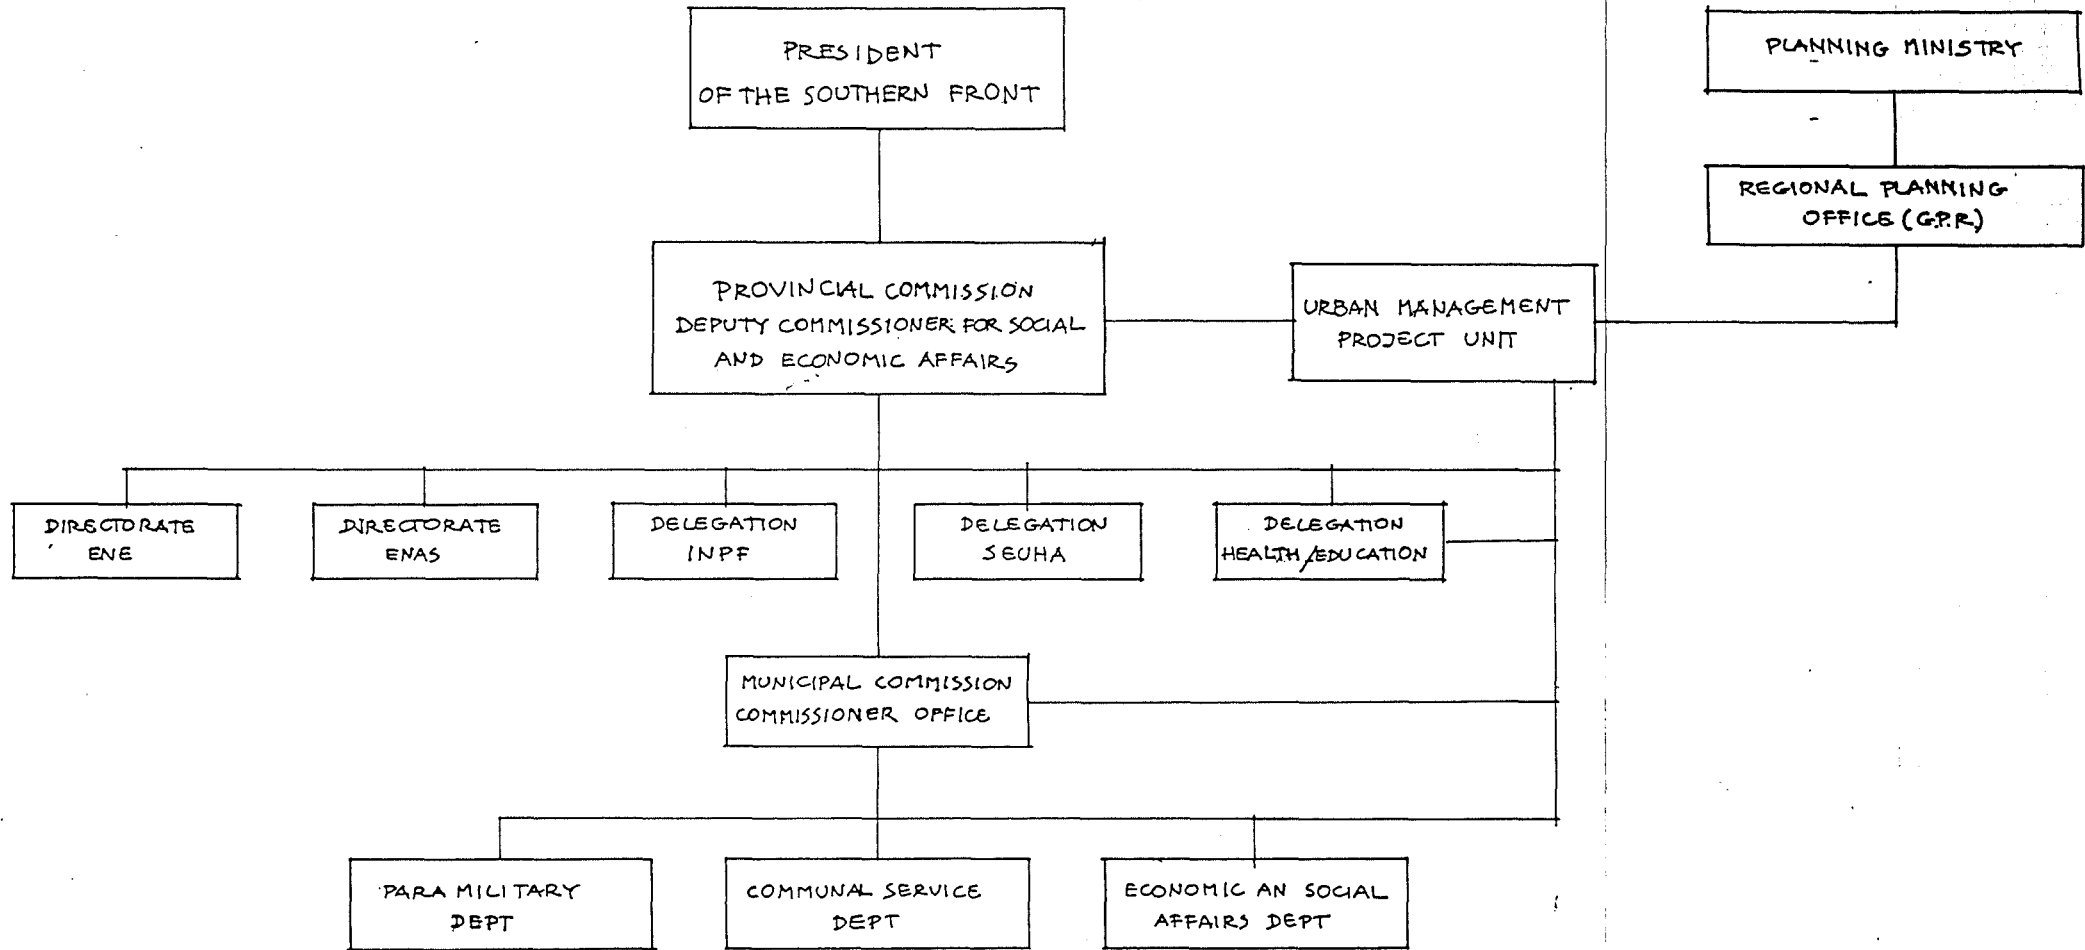 PRESIDENT
OF THE SOUTHERN FRONT
PLANNING MINISTRY
REGIONAL PLANNING
OFFICE (G.P.R)
PROVINCIAL COMMISSION
DEPUTY COMMISSIONER FOR SOCIAL
AND ECONOMIC AFFAIRS
URBAN MANAGEMENT
PROJECT UNIT
DIRECTORATE
ENE
DIRECTORATE
ENAS
DELEGATION
INPF
DELEGATION
SEUHA
DELEGATION
HEALTH/EDUCATION
MUNICIPAL COMMISSION
COMMISSIONER OFFICE
PARA MILITARY
DEPT
COMMUNAL SERVICE
DEPT
ECONOMIC AN SOCIAL
AFFAIRS DEPT